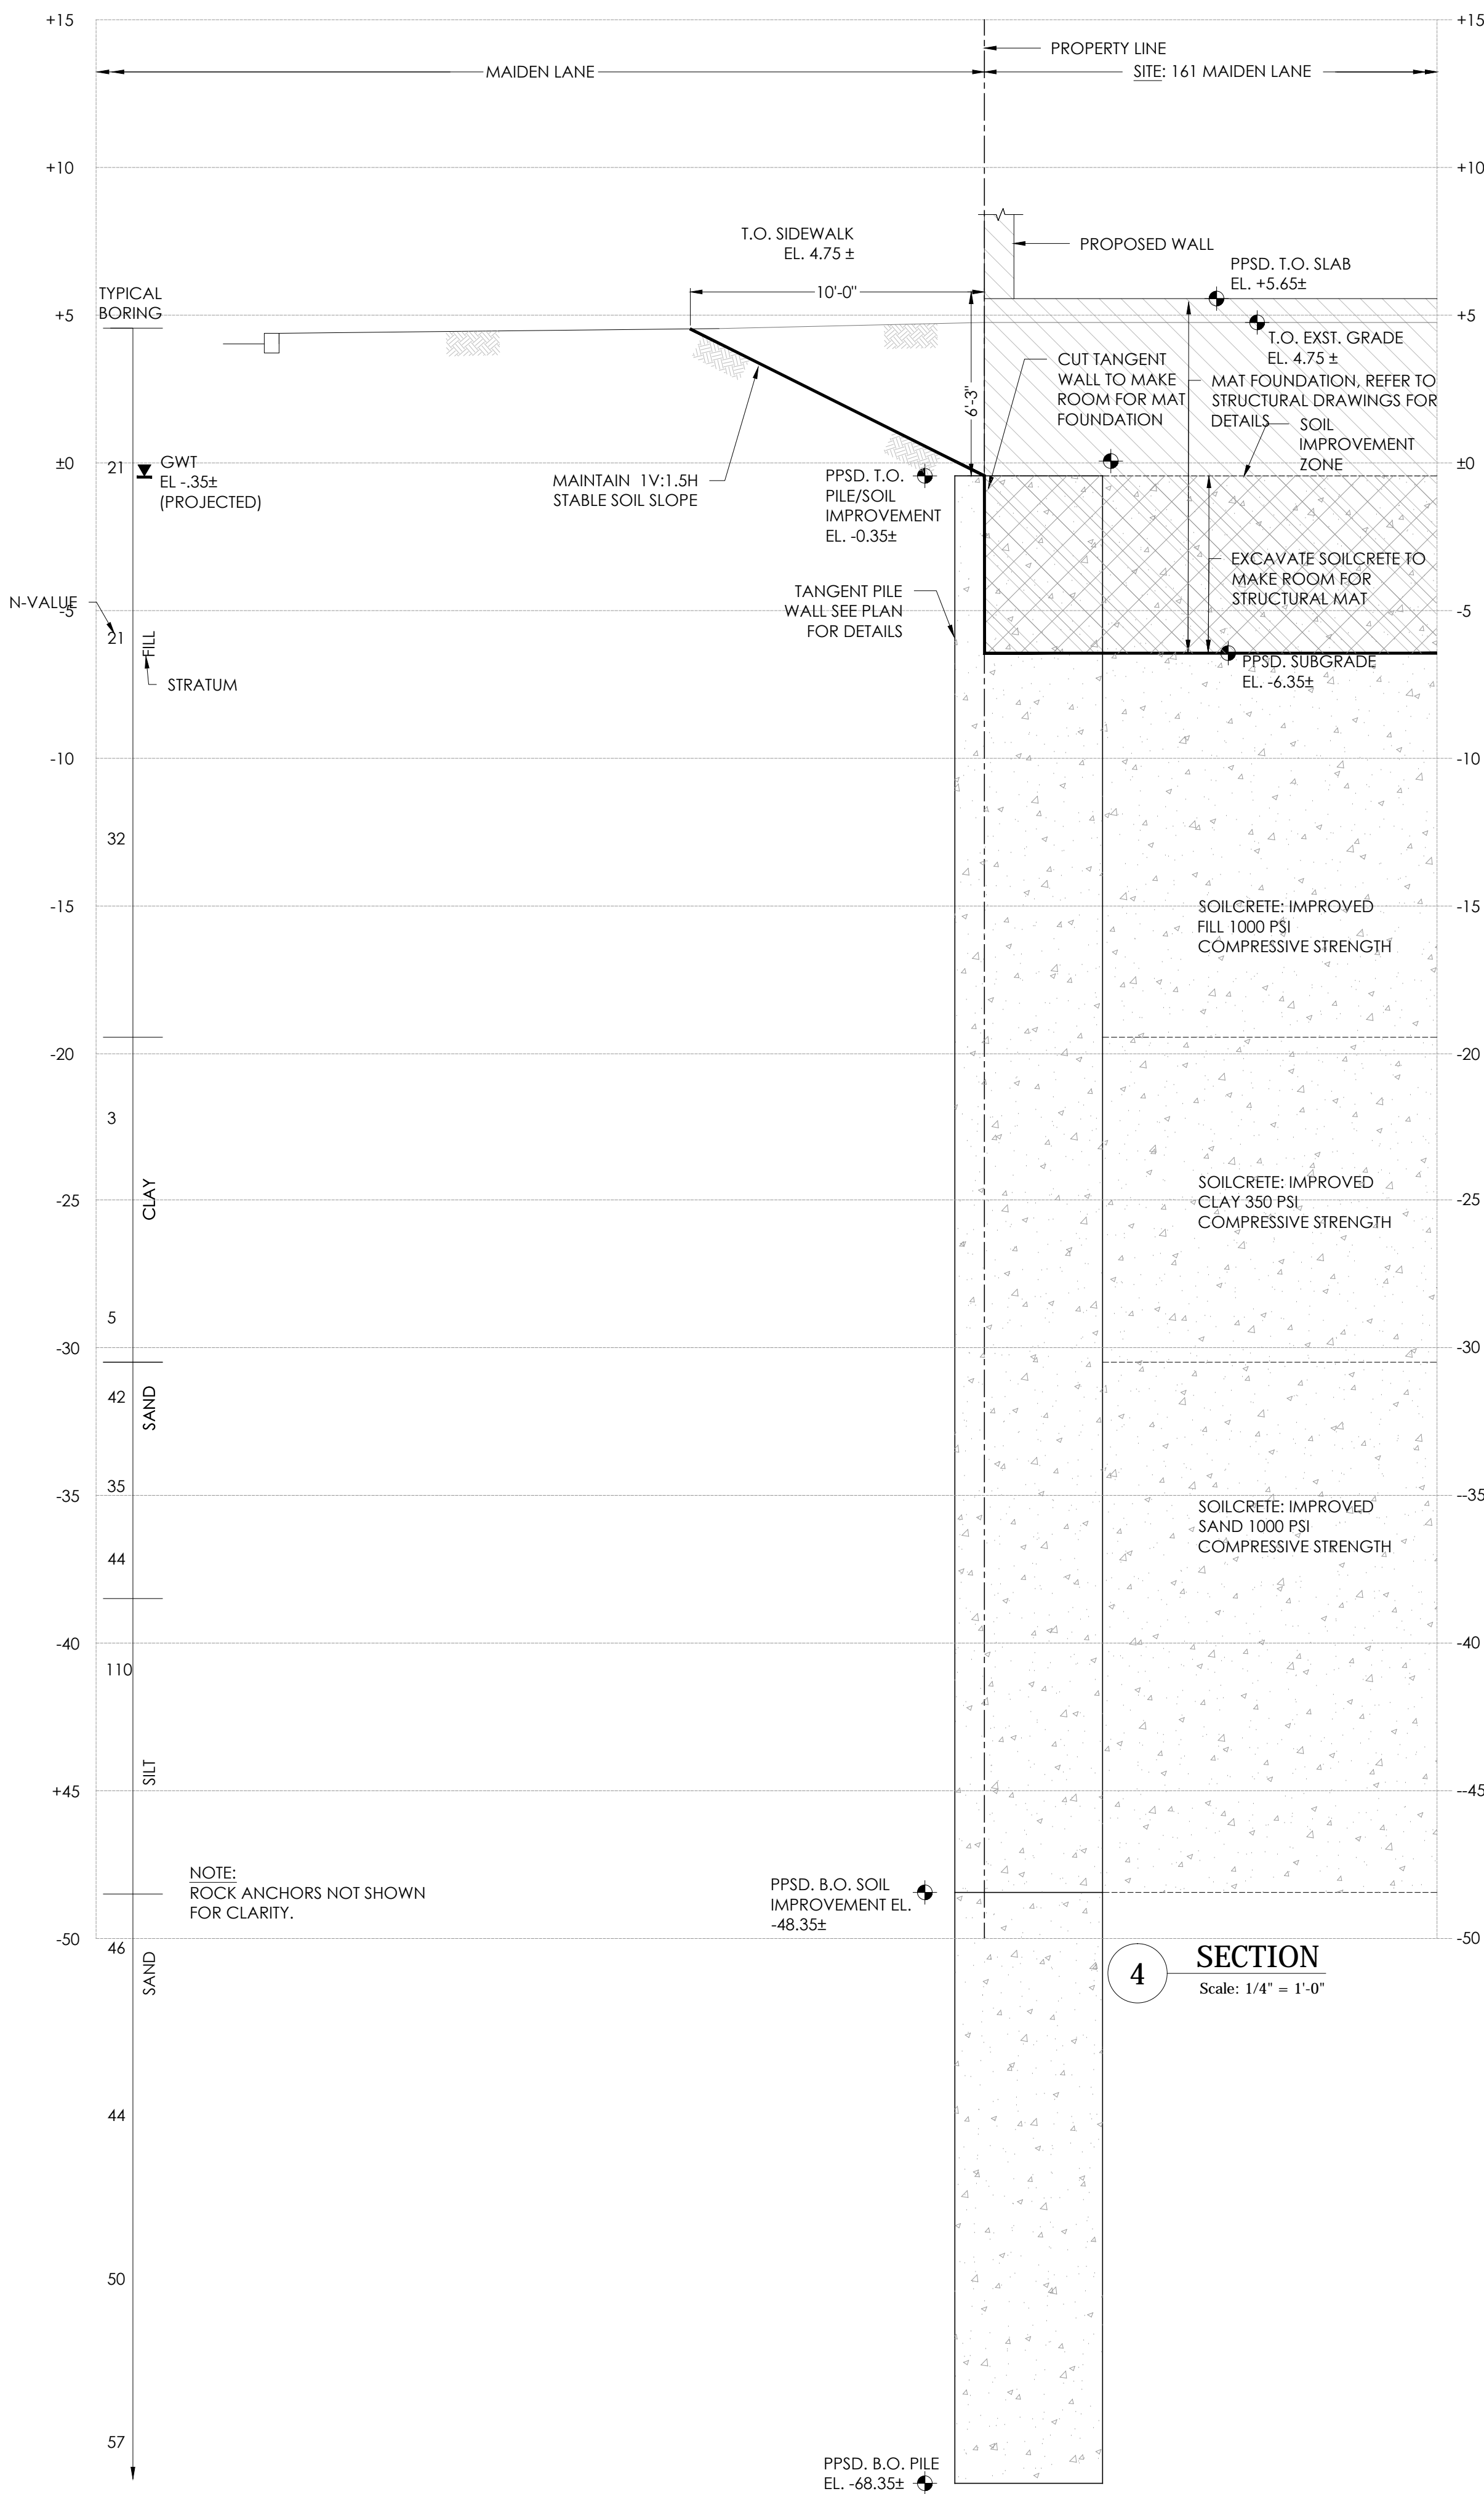 +15
+15
PROPERTY LINE
MAIDEN LANE
SITE: 161 MAIDEN LANE
+10
+10
T.O. SIDEWALK
EL. 4.75 ±
PROPOSED WALL
PPSD. T.O. SLAB
EL. +5.65±
TYPICAL
BORING
10'-0"
+5
+5
T.O. EXST. GRADE
EL. 4.75 ±
CUT TANGENT
WALL TO MAKE
ROOM FOR MAT
FOUNDATION
6'-3"
MAT FOUNDATION, REFER TO
STRUCTURAL DRAWINGS FOR
DETAILS
SOIL
IMPROVEMENT
ZONE
±0
±0
21
GWT
EL -.35±
(PROJECTED)
MAINTAIN 1V:1.5H
STABLE SOIL SLOPE
PPSD. T.O.
PILE/SOIL
IMPROVEMENT
EL. -0.35±
EXCAVATE SOILCRETE TO
MAKE ROOM FOR
STRUCTURAL MAT
TANGENT PILE
WALL SEE PLAN
FOR DETAILS
N-VALUE
-5
-5
21
FILL
STRATUM
PPSD. SUBGRADE
EL. -6.35±
-10
-10
32
-15
-15
SOILCRETE: IMPROVED
FILL 1000 PSI
COMPRESSIVE STRENGTH
-20
-20
3
CLAY
-25
-25
SOILCRETE: IMPROVED
CLAY 350 PSI
COMPRESSIVE STRENGTH
5
-30
-30
42
SAND
35
-35
--35
SOILCRETE: IMPROVED
SAND 1000 PSI
COMPRESSIVE STRENGTH
44
-40
-40
110
SILT
+45
--45
NOTE:
ROCK ANCHORS NOT SHOWN
FOR CLARITY.
PPSD. B.O. SOIL
IMPROVEMENT EL.
-48.35±
-50
-50
46
SAND
4
SECTION
Scale: 1/4" = 1'-0"
44
50
57
PPSD. B.O. PILE
EL. -68.35±